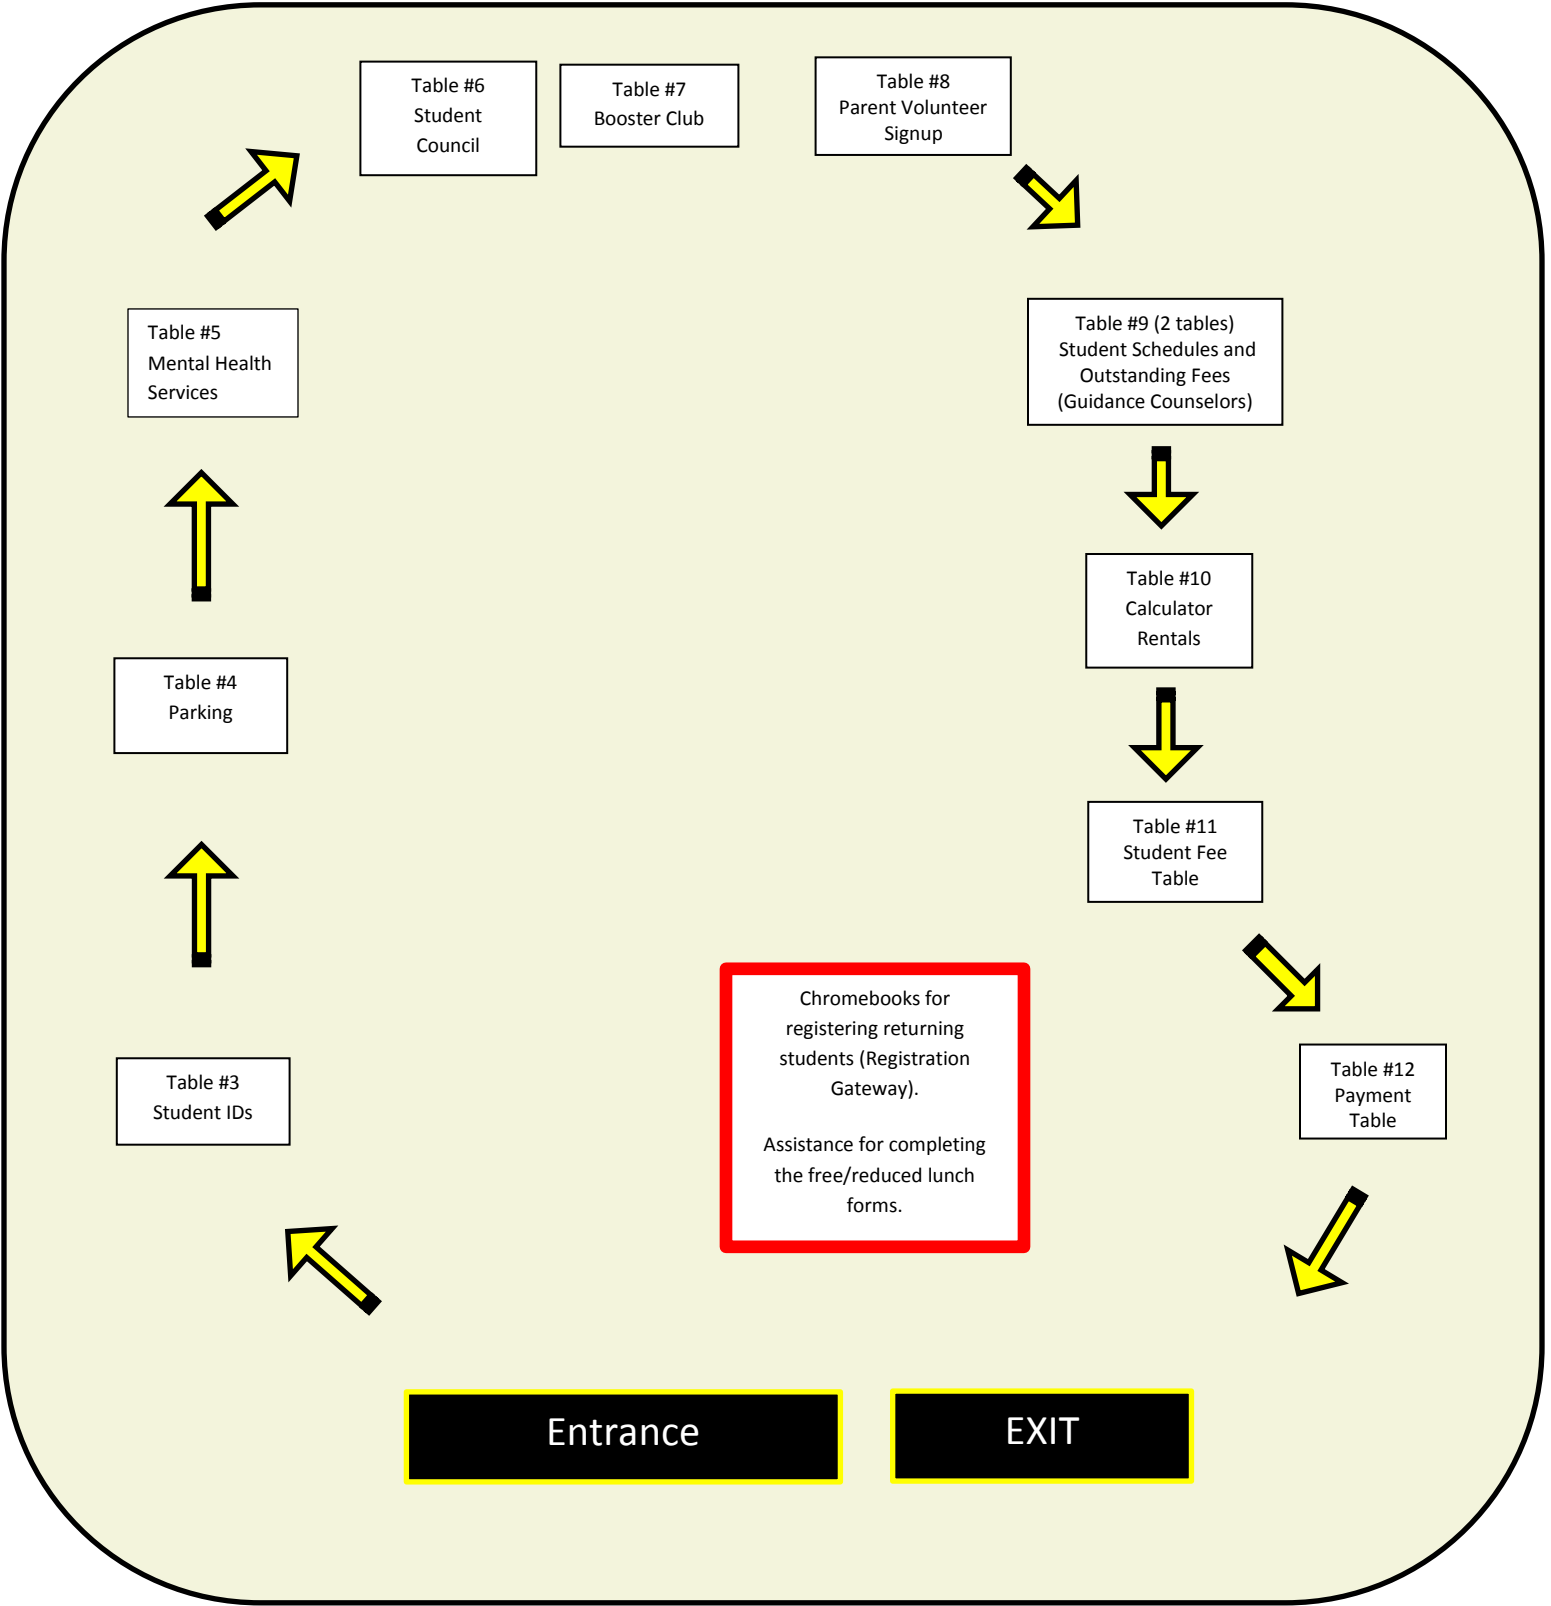 Table #6
Student
Council
Table #7
Booster Club
Table #8
Parent Volunteer
Signup
Table #5
Mental Health
Services
Table #9 (2 tables)
Student Schedules and
Outstanding Fees
(Guidance Counselors)
Table #10
Calculator
Rentals
Table #4
Parking
Table #11
Student Fee
Table
Chromebooks for
registering returning
students (Registration
Gateway).
Assistance for completing
the free/reduced lunch
forms.
Table #3
Student IDs
Table #12
Payment
Table
Entrance
EXIT